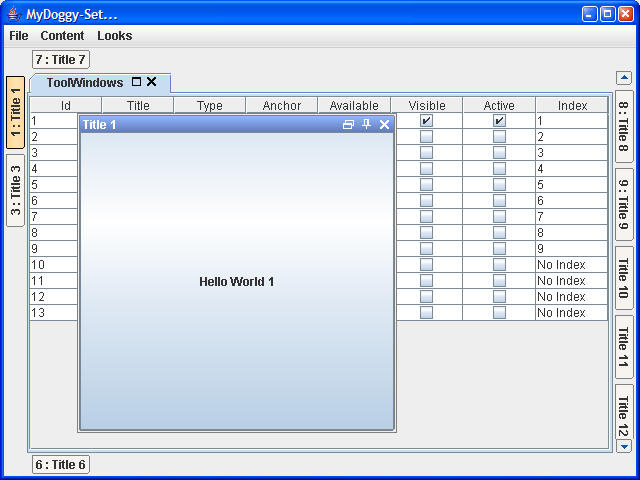 MyDoggy-Set...
File Content Looks
7 : Title 7
ToolWindows
Id Title Type Anchor Available Visible Active Index
1 1
2 2
3 3
4 4
5 5
6 6
7 7
8 8
9 9
10 No Index
11 No Index
12 No Index
13 No Index
Title 1
Hello World 1
1 : Title 1
3 : Title 3
8 : Title 8
9 : Title 9
Title 10
Title 11
Title 12
6 : Title 6